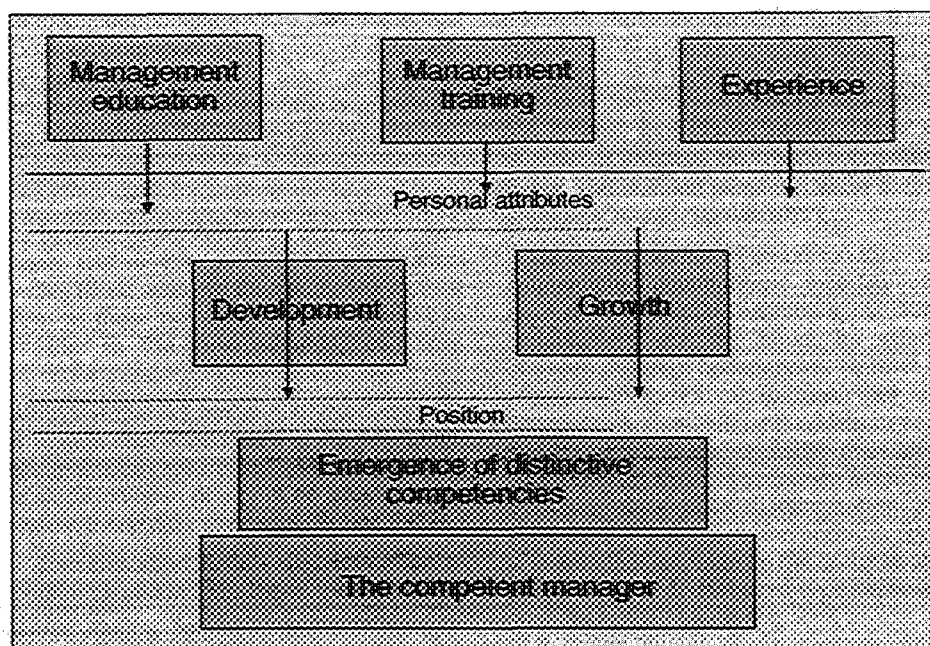 Management
education
Management
training
Experience
Personal attributes
Development
Growth
Position
Emergence of distinctive
competencies
The competent manager